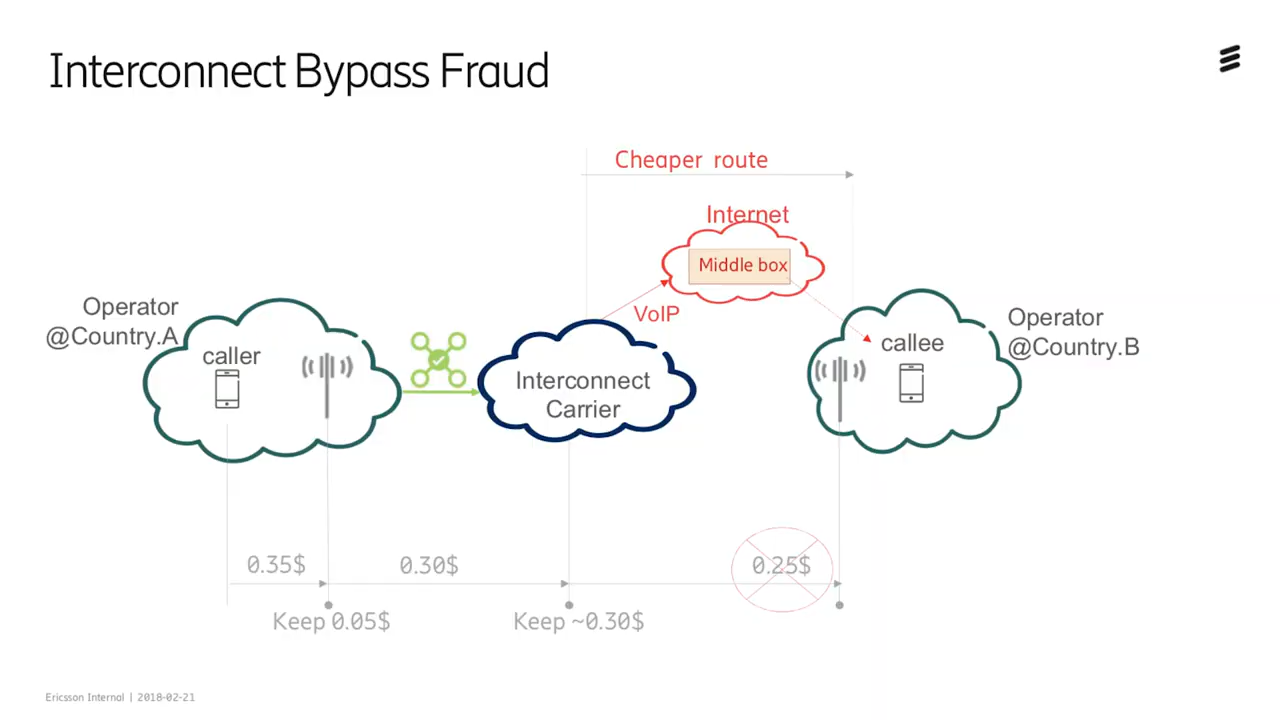 Interconnect Bypass Fraud
Cheaper route
Internet
Middle box
VoIP
Operator
@Country.A
caller
Interconnect
Carrier
callee
Operator
@Country.B
0.35$
0.30$
0.25$
Keep 0.05$
Keep ~0.30$
Ericsson Internal | 2018-02-21